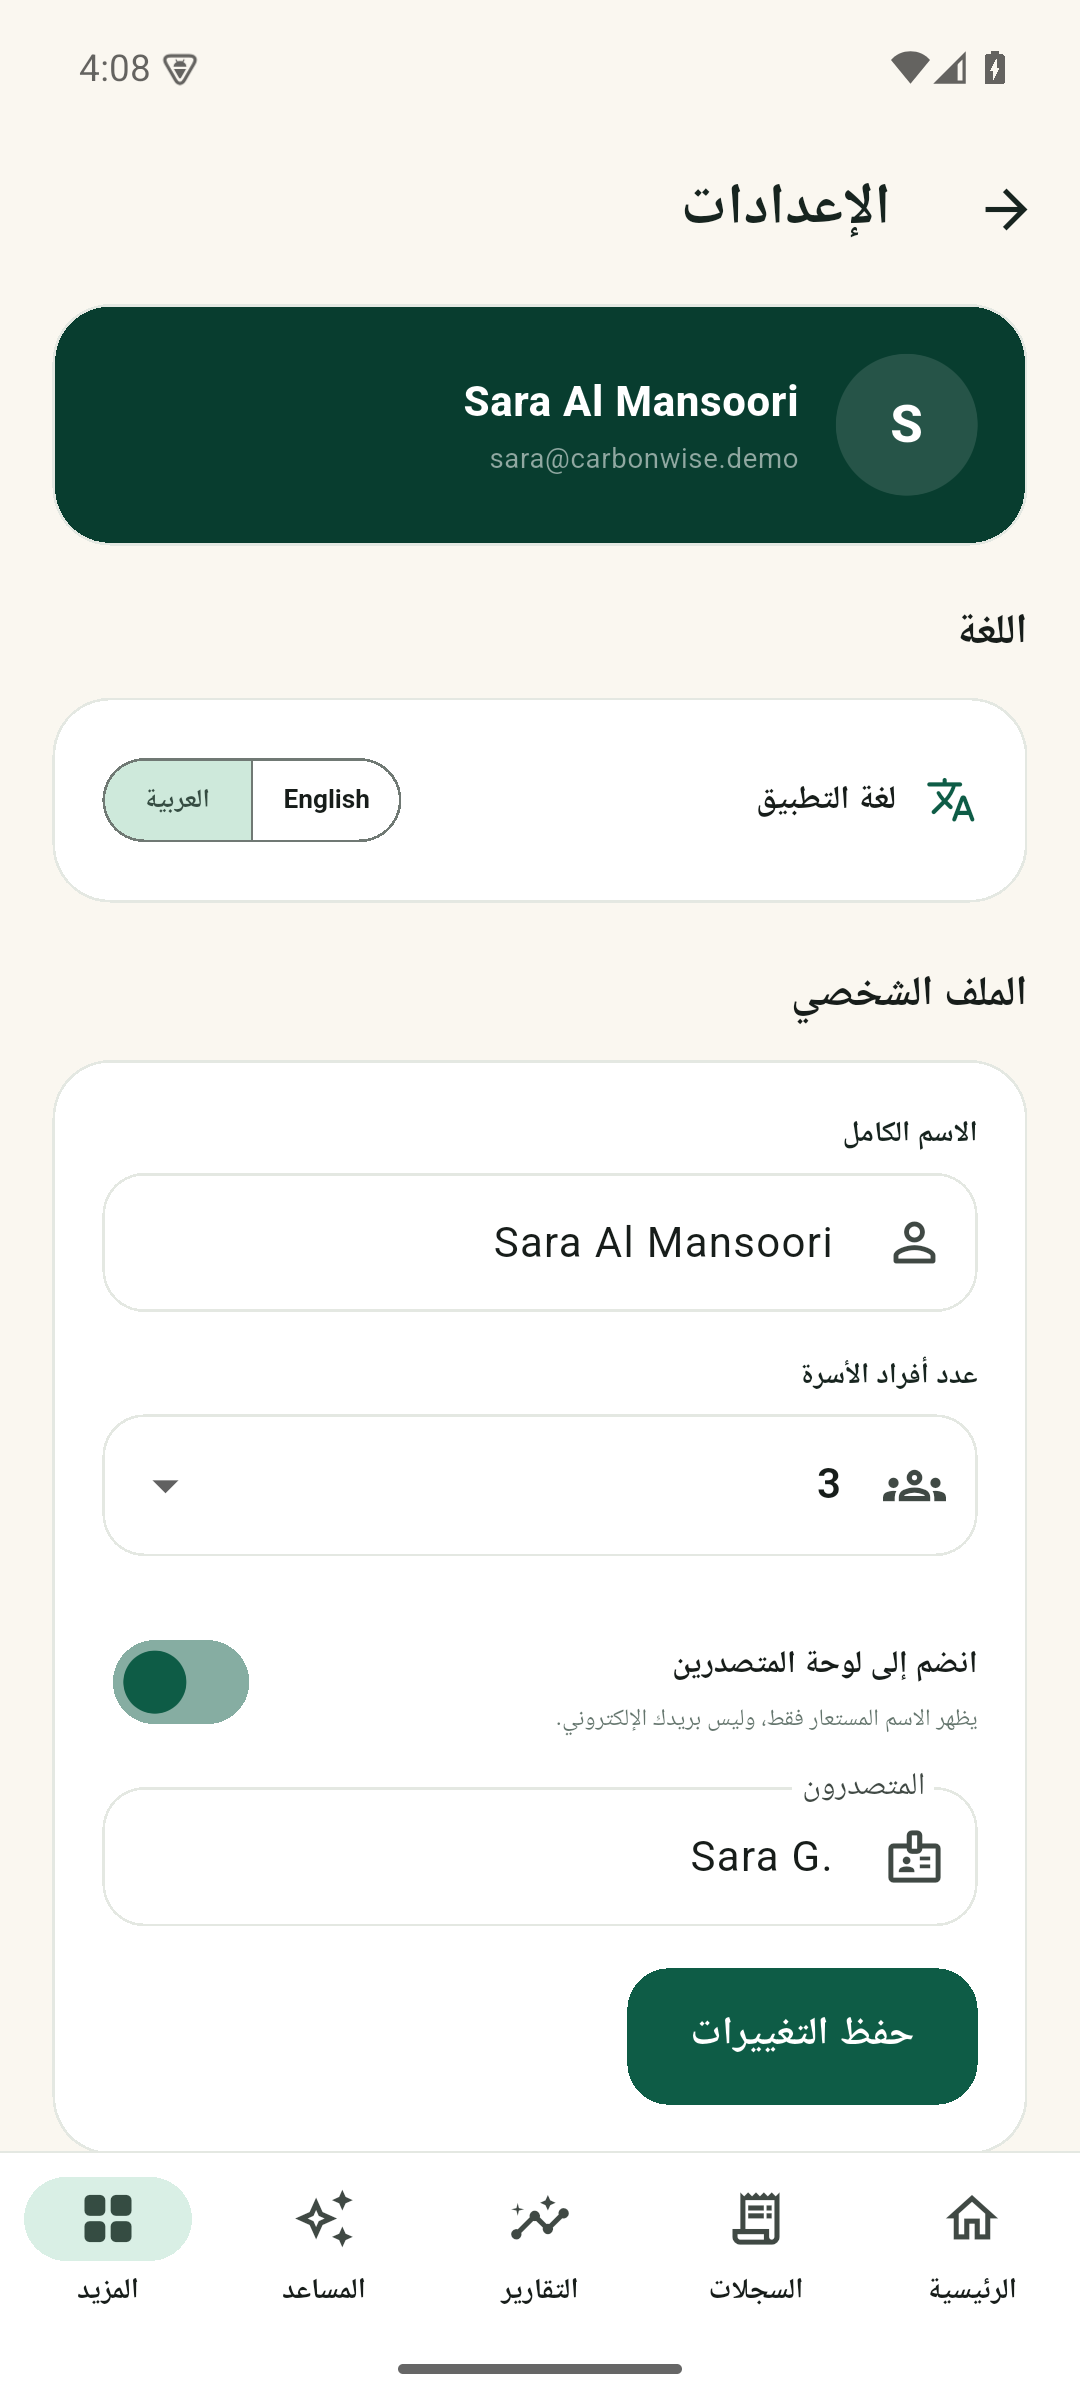 4:08
الإعدادات
S
Sara Al Mansoori
sara@carbonwise.demo
اللغة
لغة التطبيق
English
العربية
الملف الشخصي
الاسم الكامل
Sara Al Mansoori
عدد أفراد الأسرة
3
انضم إلى لوحة المتصدرين
يظهر الاسم المستعار فقط، وليس بريدك الإلكتروني.
المتصدرون
Sara G.
حفظ التغييرات
الرئيسية
السجلات
التقارير
المساعد
المزيد